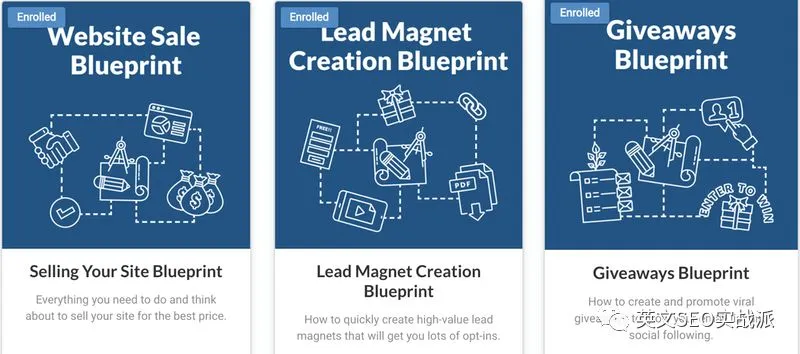 Enrolled
Website Sale
Blueprint
Selling Your Site Blueprint
Everything you need to do and think
about to sell your site for the best price.
Enrolled
Lead Magnet
Creation Blueprint
FREE!!
PDF
Lead Magnet Creation
Blueprint
How to quickly create high-value lead
magnets that will get you lots of opt-ins.
Enrolled
Giveaways
Blueprint
1
ENTER TO WIN
Giveaways Blueprint
How to create and promote viral
social following.
英文SEO实战派